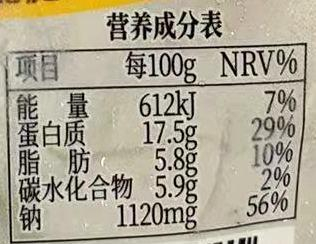 营养成分表
项目 每100g NRV%
能 量 612kJ 7%
蛋白质 17.5g 29%
脂 肪 5.8g 10%
碳水化合物 5.9g 2%
钠 1120mg 56%